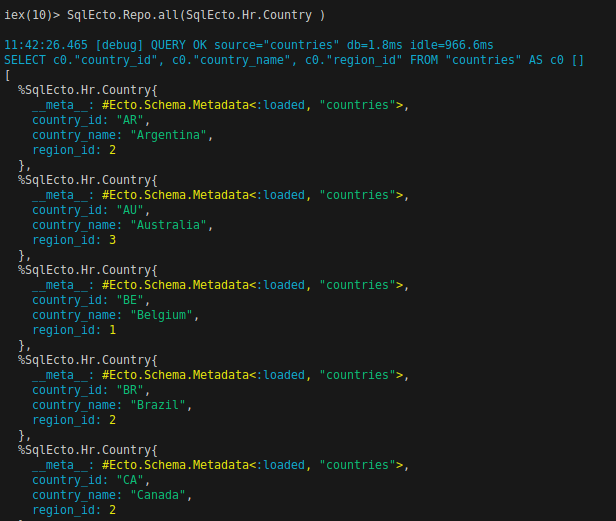 iex(10)> SqlEcto.Repo.all(SqlEcto.Hr.Country )
11:42:26.465 [debug] QUERY OK source="countries" db=1.8ms idle=966.6ms
SELECT c0."country_id", c0."country_name", c0."region_id" FROM "countries" AS c0 []
[
  %SqlEcto.Hr.Country{
    __meta__: #Ecto.Schema.Metadata<:loaded, "countries">,
    country_id: "AR",
    country_name: "Argentina",
    region_id: 2
  },
  %SqlEcto.Hr.Country{
    __meta__: #Ecto.Schema.Metadata<:loaded, "countries">,
    country_id: "AU",
    country_name: "Australia",
    region_id: 3
  },
  %SqlEcto.Hr.Country{
    __meta__: #Ecto.Schema.Metadata<:loaded, "countries">,
    country_id: "BE",
    country_name: "Belgium",
    region_id: 1
  },
  %SqlEcto.Hr.Country{
    __meta__: #Ecto.Schema.Metadata<:loaded, "countries">,
    country_id: "BR",
    country_name: "Brazil",
    region_id: 2
  },
  %SqlEcto.Hr.Country{
    __meta__: #Ecto.Schema.Metadata<:loaded, "countries">,
    country_id: "CA",
    country_name: "Canada",
    region_id: 2